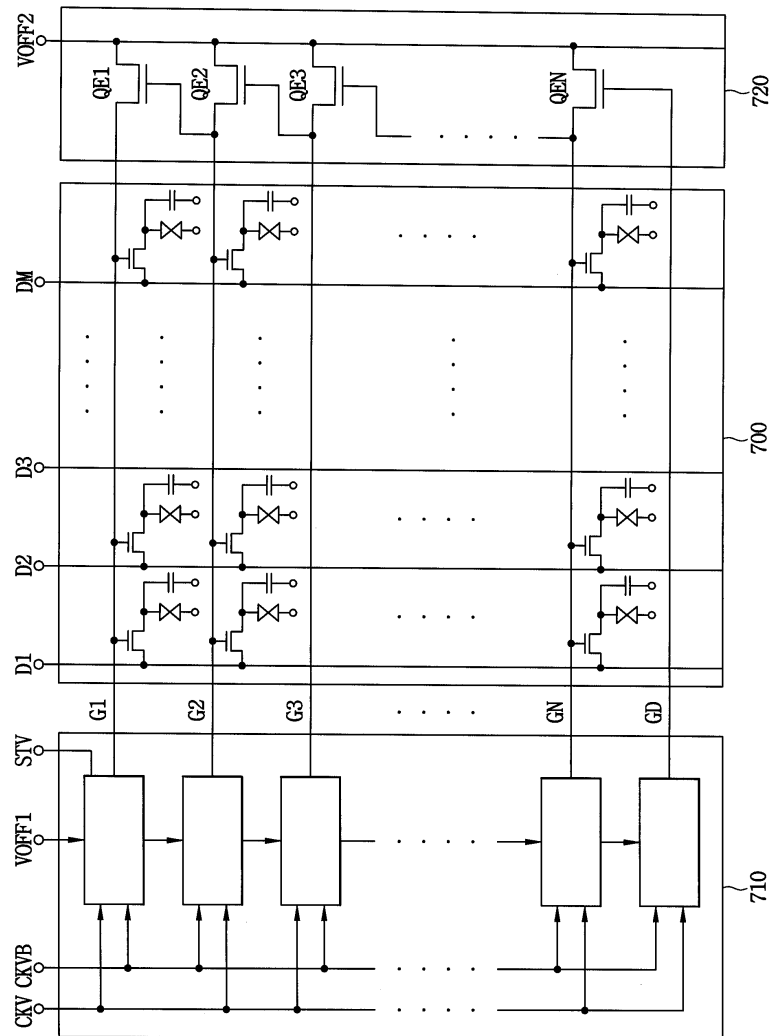 CKV
CKVB
VOFF1
STV
D1
D2
D3
DM
VOFF2
G1
G2
G3
GN
GD
QE1
QE2
QE3
QEN
710
700
720